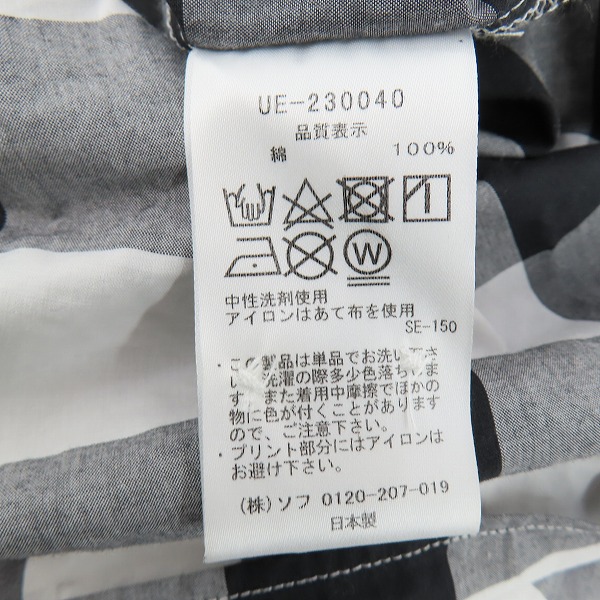 UE-230040
品質表示
綿 100%
W
中性洗剤使用
アイロンはあて布を使用
SE-150
・この製品は単品でお洗い下さ
い。洗濯の際多少色落ちしま
す。また着用中摩擦でほかの
物に色が付くことがあります
ので、ご注意下さい。
・プリント部分にはアイロンは
お避け下さい。
(株)ソフ 0120-207-019
日本製